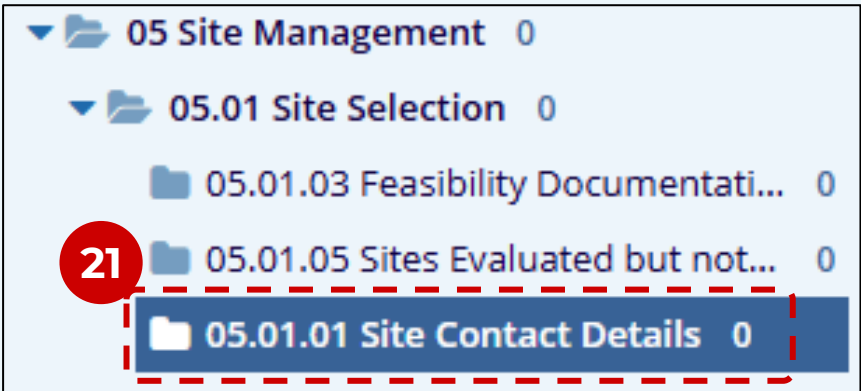 05 Site Management 0
05.01 Site Selection 0
05.01.03 Feasibility Documentati... 0
21 05.01.05 Sites Evaluated but not... 0
05.01.01 Site Contact Details 0